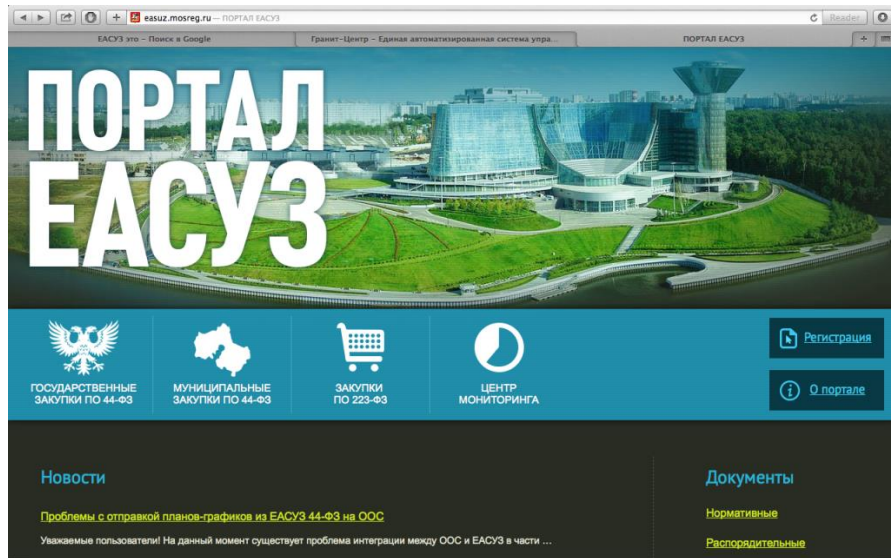 easuz.mosreg.ru — ПОРТАЛ ЕАСУЗ
Reader
ЕАСУЗ это – Поиск в Google
Гранит-Центр – Единая автоматизированная система упра...
ПОРТАЛ ЕАСУЗ
ПОРТАЛ
ЕАСУЗ
ГОСУДАРСТВЕННЫЕ
ЗАКУПКИ ПО 44-ФЗ
МУНИЦИПАЛЬНЫЕ
ЗАКУПКИ ПО 44-ФЗ
ЗАКУПКИ
ПО 223-ФЗ
ЦЕНТР
МОНИТОРИНГА
Регистрация
О портале
Новости
Проблемы с отправкой планов-графиков из ЕАСУЗ 44-ФЗ на ООС
Уважаемые пользователи! На данный момент существует проблема интеграции между ООС и ЕАСУЗ в части ...
Документы
Нормативные
Распорядительные